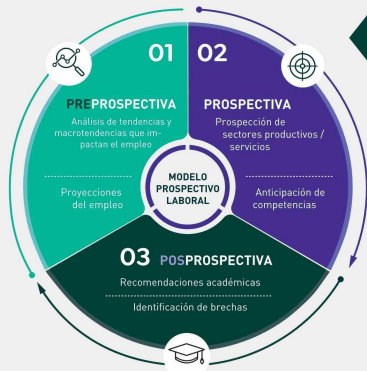 01
PREPROSPECTIVA
Análisis de tendencias y
macrotendencias que im-
pactan el empleo
Proyecciones
del empleo
02
PROSPECTIVA
Prospección de
sectores productivos /
servicios
Anticipación de
competencias
MODELO
PROSPECTIVO
LABORAL
03 POSPROSPECTIVA
Recomendaciones académicas
Identificación de brechas